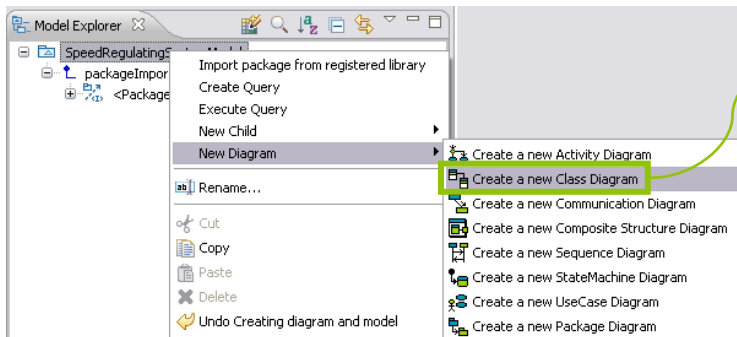 Model Explorer
SpeedRegulatingS
packageImpor
<Package
Import package from registered library
Create Query
Execute Query
New Child
New Diagram
Rename...
Cut
Copy
Paste
Delete
Undo Creating diagram and model
Create a new Activity Diagram
Create a new Class Diagram
Create a new Communication Diagram
Create a new Composite Structure Diagram
Create a new Sequence Diagram
Create a new StateMachine Diagram
Create a new UseCase Diagram
Create a new Package Diagram